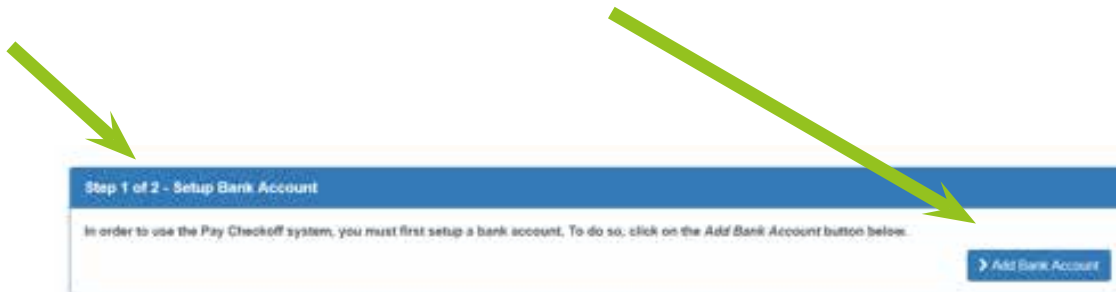 Step 1 of 2 - Setup Bank Account
In order to use the Pay Checkoff system, you must first setup a bank account. To do so, click on the Add Bank Account button below.
Add Bank Account